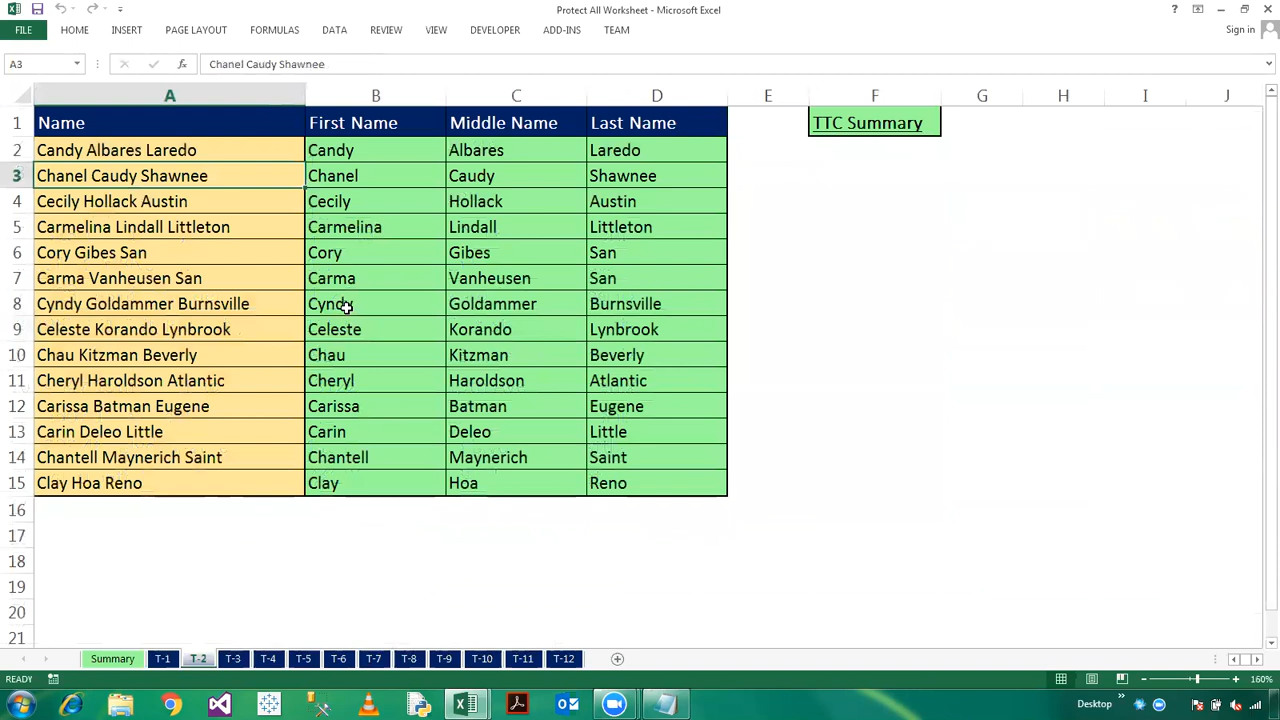 Protect All Worksheet - Microsoft Excel
FILE HOME INSERT PAGE LAYOUT FORMULAS DATA REVIEW VIEW DEVELOPER ADD-INS TEAM Sign in
A3 fx Chanel Caudy Shawnee
A B C D E F G H I J
1 Name First Name Middle Name Last Name TTC Summary
2 Candy Albares Laredo Candy Albares Laredo
3 Chanel Caudy Shawnee Chanel Caudy Shawnee
4 Cecily Hollack Austin Cecily Hollack Austin
5 Carmelina Lindall Littleton Carmelina Lindall Littleton
6 Cory Gibes San Cory Gibes San
7 Carma Vanheusen San Carma Vanheusen San
8 Cyndy Goldammer Burnsville Cyndy Goldammer Burnsville
9 Celeste Korando Lynbrook Celeste Korando Lynbrook
10 Chau Kitzman Beverly Chau Kitzman Beverly
11 Cheryl Haroldson Atlantic Cheryl Haroldson Atlantic
12 Carissa Batman Eugene Carissa Batman Eugene
13 Carin Deleo Little Carin Deleo Little
14 Chantell Maynerich Saint Chantell Maynerich Saint
15 Clay Hoa Reno Clay Hoa Reno
16
17
18
19
20
21
Summary T-1 T-2 T-3 T-4 T-5 T-6 T-7 T-8 T-9 T-10 T-11 T-12
READY 160%
Desktop